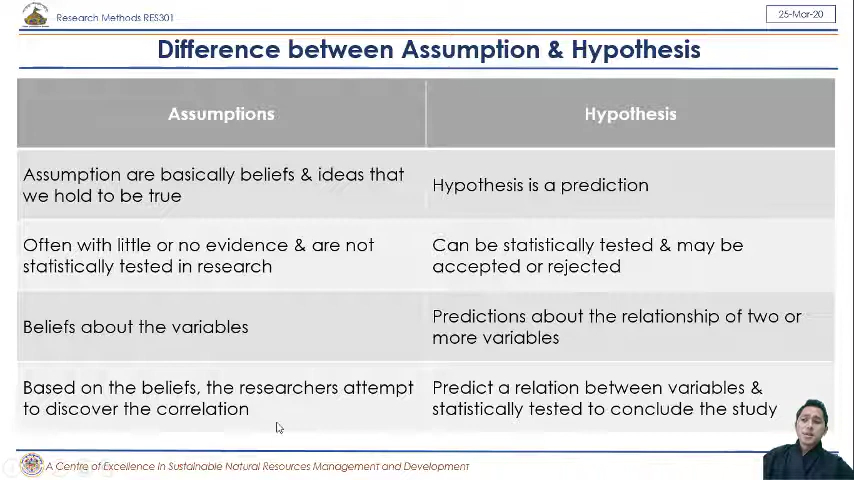 Research Methods RES301
25-Mar-20
Difference between Assumption & Hypothesis
Assumptions
Hypothesis
Assumption are basically beliefs & ideas that
we hold to be true
Hypothesis is a prediction
Often with little or no evidence & are not
statistically tested in research
Can be statistically tested & may be
accepted or rejected
Beliefs about the variables
Predictions about the relationship of two or
more variables
Based on the beliefs, the researchers attempt
to discover the correlation
Predict a relation between variables &
statistically tested to conclude the study
A Centre of Excellence in Sustainable Natural Resources Management and Development